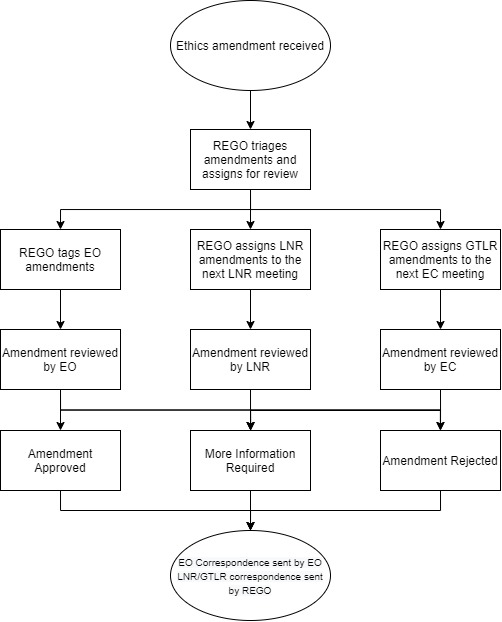 Ethics amendment received
REGO triages
amendments and
assigns for review
REGO tags EO
amendments
REGO assigns LNR
amendments to the
next LNR meeting
REGO assigns GTLR
amendments to the
next EC meeting
Amendment reviewed
by EO
Amendment reviewed
by LNR
Amendment reviewed
by EC
Amendment
Approved
More Information
Required
Amendment Rejected
EO Correspondence sent by EO
LNR/GTLR correspondence sent
by REGO